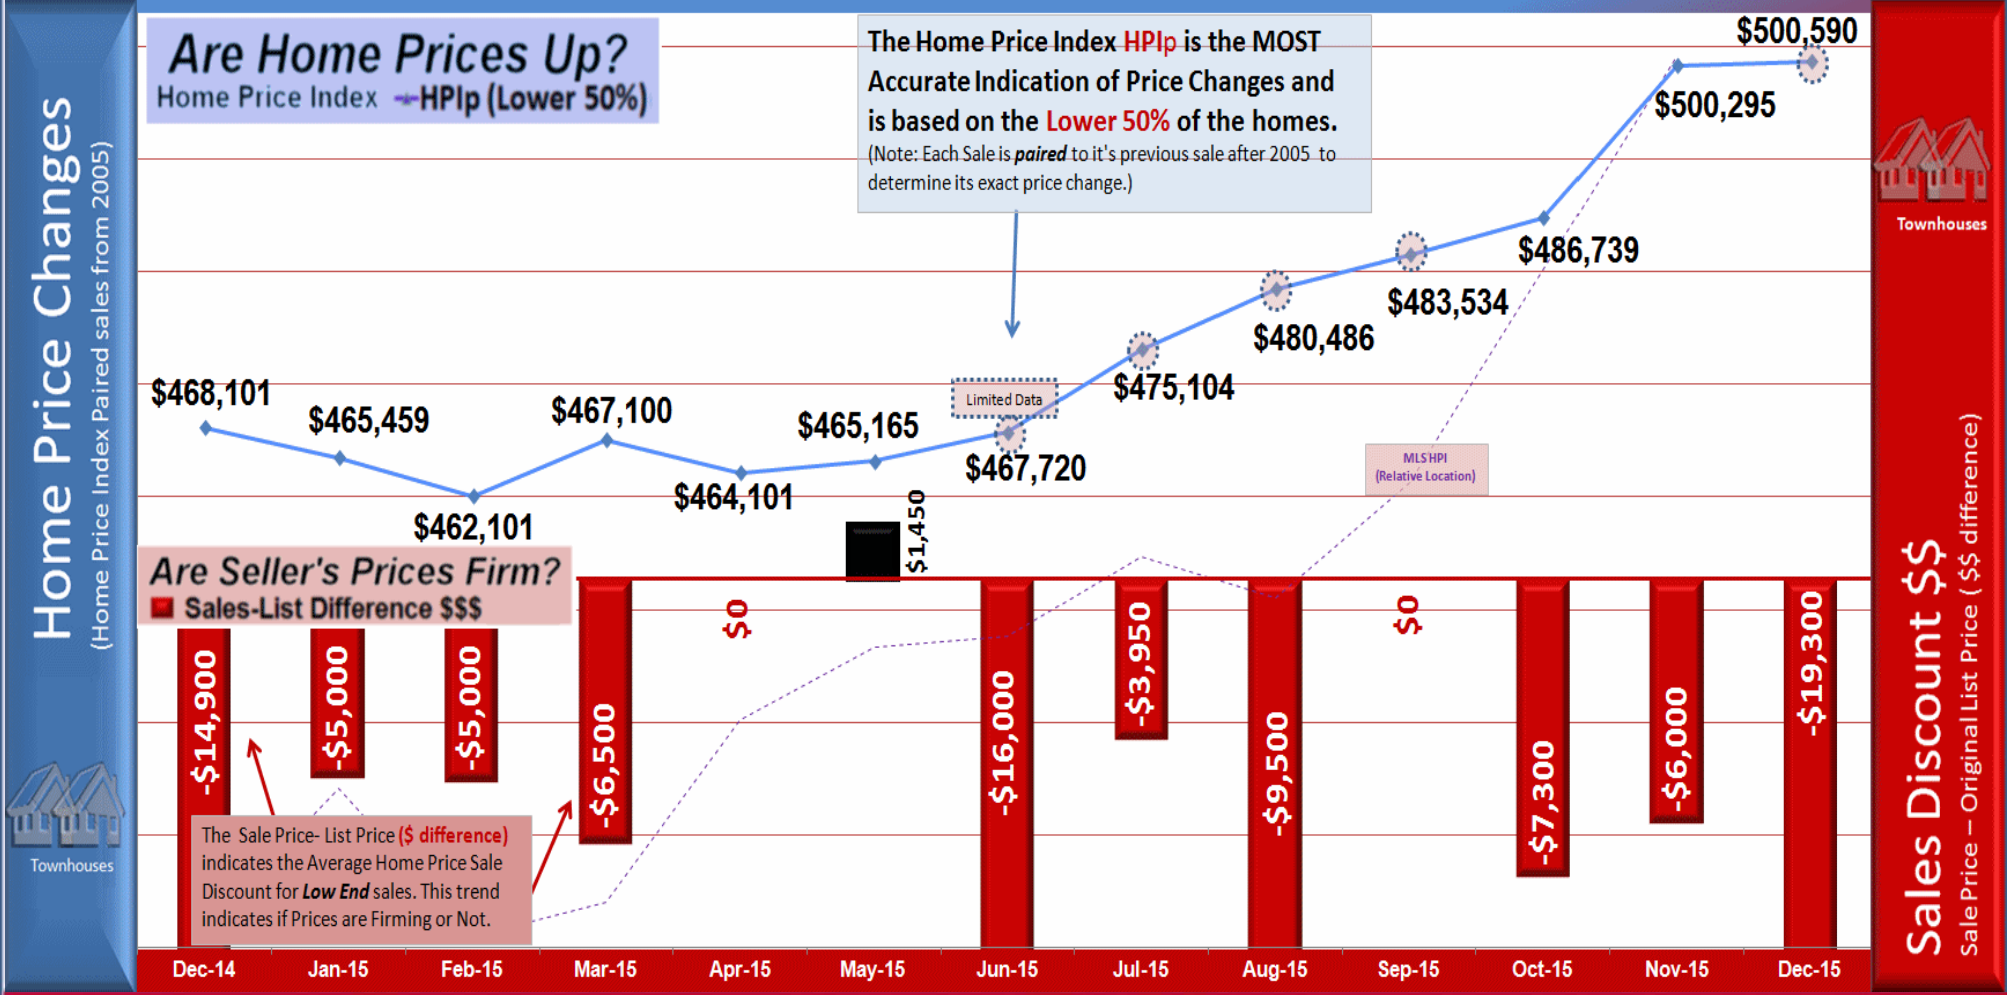 Home Price Changes
(Home Price Index Paired sales from 2005)
Townhouses
Are Home Prices Up?
Home Price Index HPIp (Lower 50%)
The Home Price Index HPIp is the MOST
Accurate Indication of Price Changes and
is based on the Lower 50% of the homes.
(Note: Each Sale is paired to it's previous sale after 2005 to
determine its exact price change.)
$468,101
$465,459
$462,101
$467,100
$464,101
$465,165
$467,720
$475,104
$480,486
$483,534
$486,739
$500,295
$500,590
Limited Data
MLS HPI
(Relative Location)
Are Seller's Prices Firm?
Sales-List Difference $$$
-$14,900
-$5,000
-$5,000
-$6,500
$0
$1,450
-$16,000
-$3,950
-$9,500
$0
-$7,300
-$6,000
-$19,300
The Sale Price- List Price ($ difference)
indicates the Average Home Price Sale
Discount for Low End sales. This trend
indicates if Prices are Firming or Not.
Dec-14
Jan-15
Feb-15
Mar-15
Apr-15
May-15
Jun-15
Jul-15
Aug-15
Sep-15
Oct-15
Nov-15
Dec-15
Townhouses
Sales Discount $$
Sale Price – Original List Price ( $$ difference)